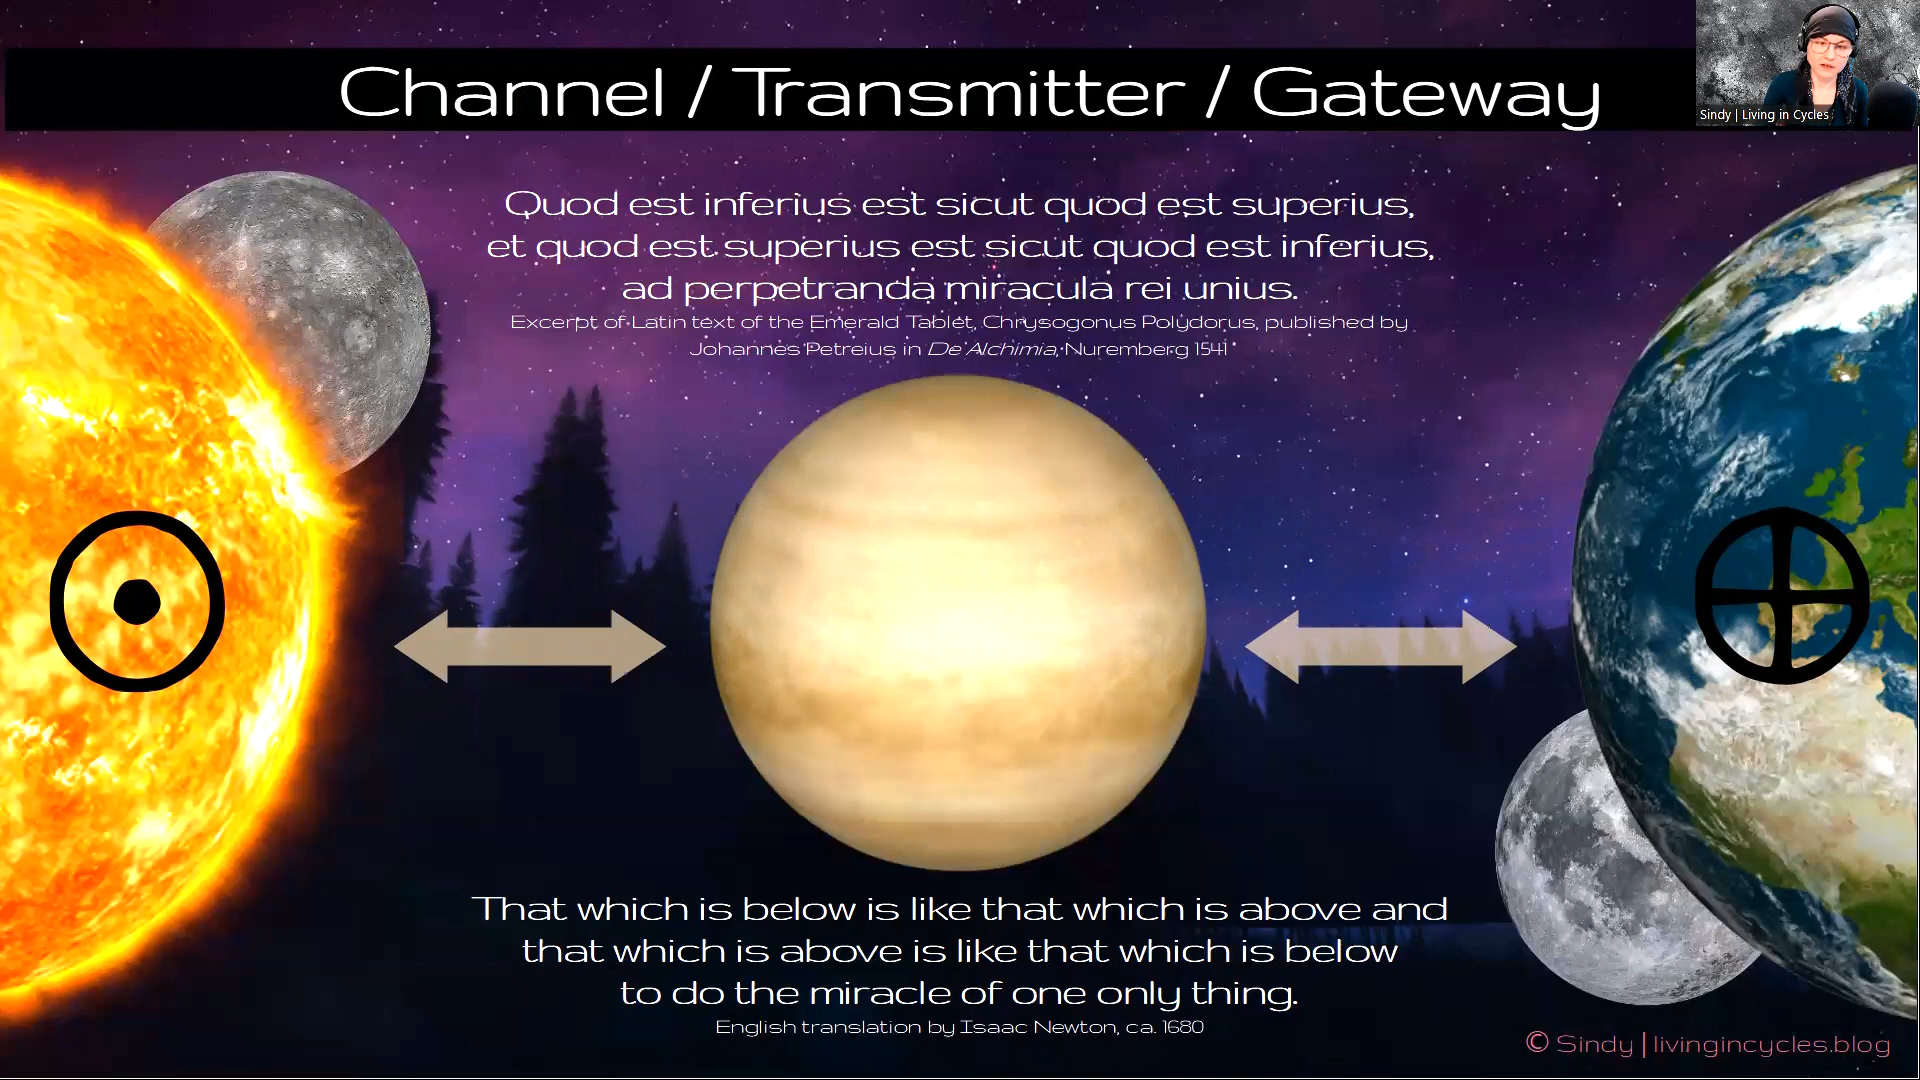 Channel / Transmitter / Gateway
Sindy | Living in Cycles
Quod est inferius est sicut quod est superius,
et quod est superius est sicut quod est inferius,
ad perpetranda miracula rei unius.
Excerpt of Latin text of the Emerald Tablet, Chrysogonus Polydorus, published by
Johannes Petreius in De Alchimia, Nuremberg 1541
That which is below is like that which is above and
that which is above is like that which is below
to do the miracle of one only thing.
English translation by Isaac Newton, ca. 1680
© Sindy | livingincycles.blog